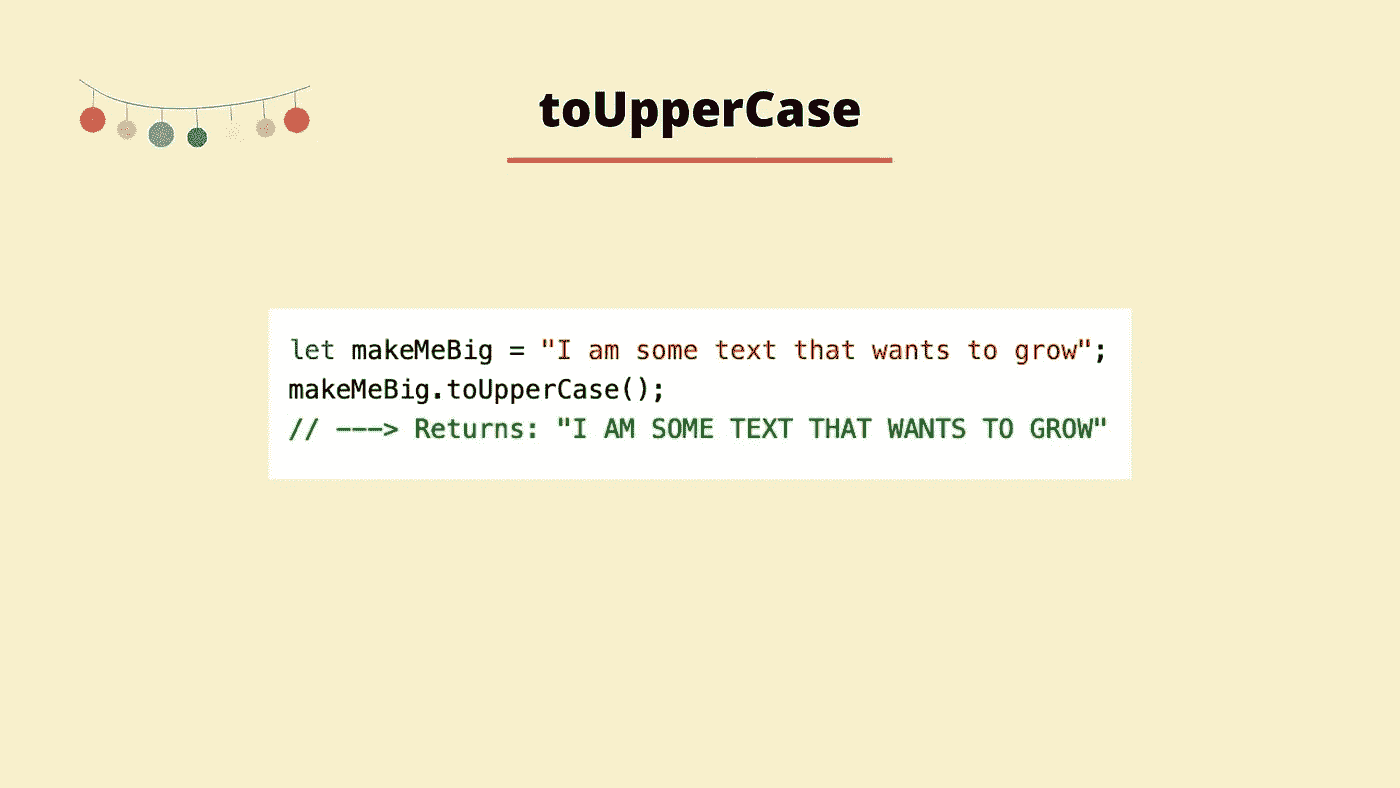 toUpperCase
let makeMeBig = "I am some text that wants to grow";
makeMeBig.toUpperCase();
// ---> Returns: "I AM SOME TEXT THAT WANTS TO GROW"